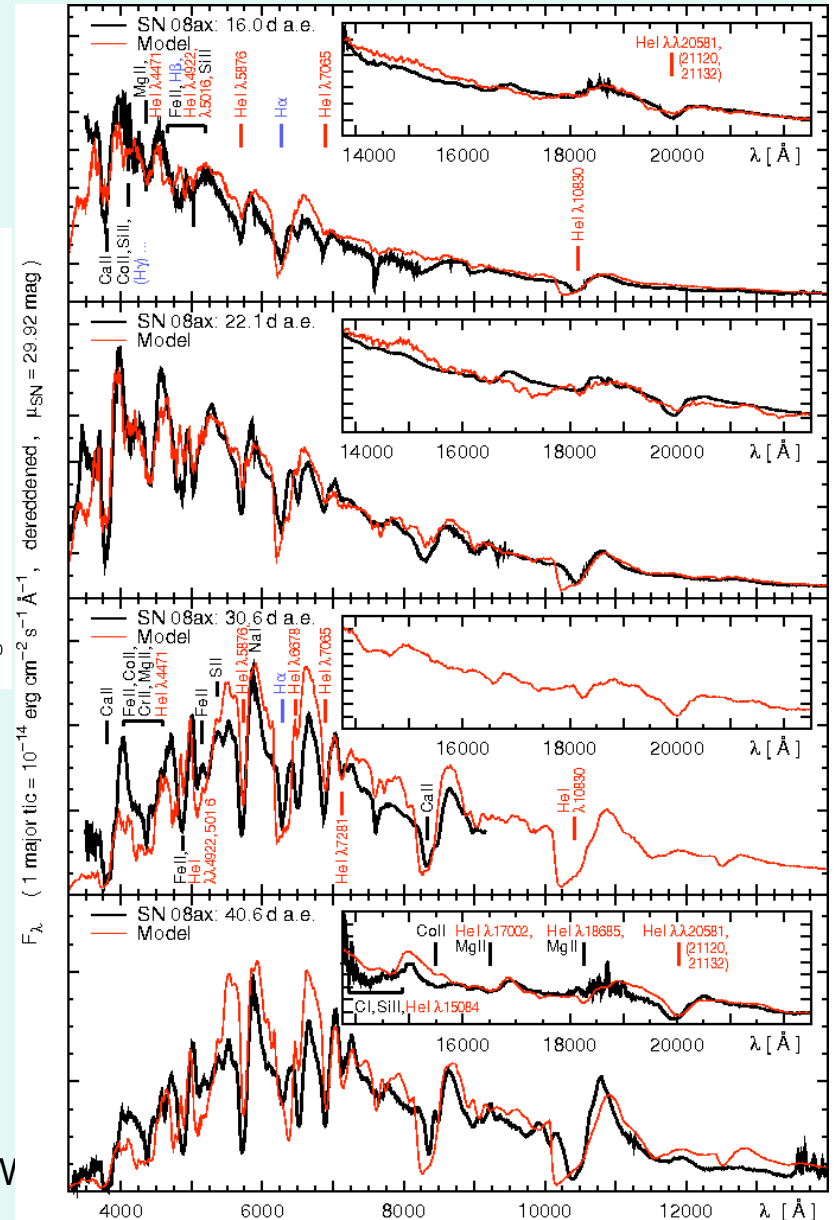 SN 08ax: 16.0 d a.e.
Model
MgII,
HeI λ4471
FeII, Hβ,
HeI λ4922
λ5016, SiII
HeI λ5876
Hα
HeI λ7065
HeI λλ20581,
(21120,
21132)
14000 16000 18000 20000 λ [ Å ]
HeI λ10830
CaII
CoII, SiII,
(Hγ) ...
SN 08ax: 22.1 d a.e.
Model
14000 16000 18000 20000 λ [ Å ]
SN 08ax: 30.6 d a.e.
Model
CaII
FeII, CoII,
CrII, MgII,
HeI λ4471
FeII
SII
HeI λ5876,
NaI
Hα
HeI λ6678
HeI λ7065
16000 18000 20000 λ [ Å ]
FeII,
HeI
λλ4922, 5016
HeI λ7281
CaII
HeI
λ10830
SN 08ax: 40.6 d a.e.
Model
CoII
HeI λ17002,
MgII
HeI λ18685,
MgII
HeI λλ20581,
(21120,
21132)
CI, SiII, HeI λ15084
16000 18000 20000 λ [ Å ]
4000 6000 8000 10000 12000 λ [ Å ]
Fλ ( 1 major tic = 10⁻¹⁴ erg cm⁻² s⁻¹ Å⁻¹ , dereddened , μSN = 29.92 mag )